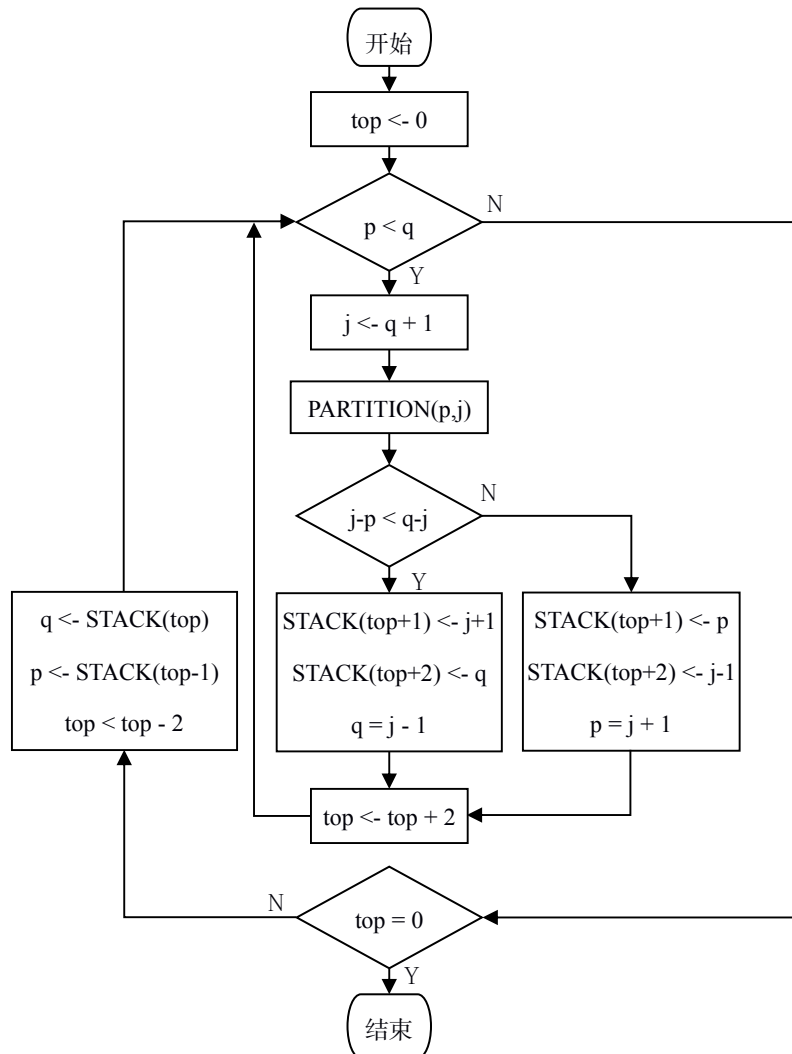 开始
top <- 0
p < q
N
Y
j <- q + 1
PARTITION(p,j)
j-p < q-j
N
Y
q <- STACK(top)
p <- STACK(top-1)
top < top - 2
STACK(top+1) <- j+1
STACK(top+2) <- q
q = j - 1
STACK(top+1) <- p
STACK(top+2) <- j-1
p = j + 1
top <- top + 2
N
top = 0
Y
结束